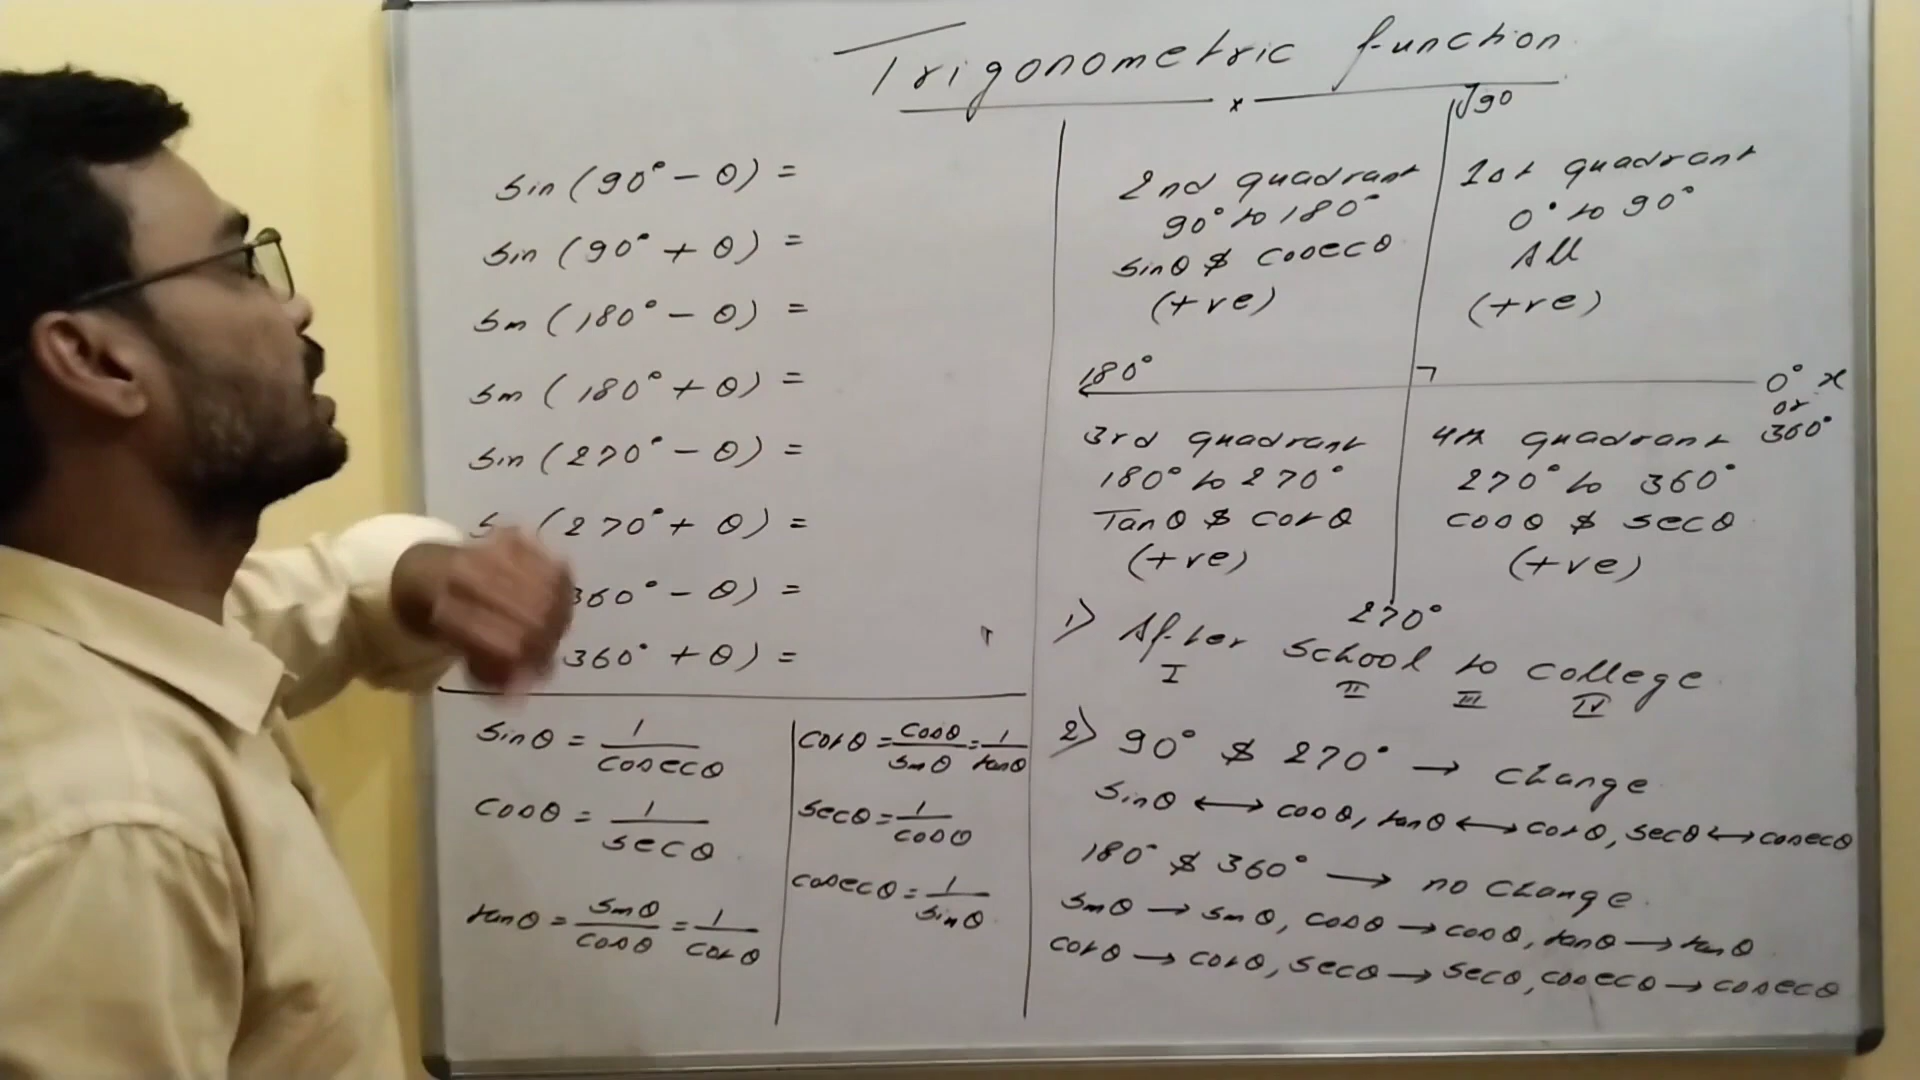 Trigonometric function
x
sin (90° - θ) =
sin (90° + θ) =
sin (180° - θ) =
sin (180° + θ) =
sin (270° - θ) =
(270° + θ) =
360° - θ) =
360° + θ) =
sinθ = 1/cosecθ
cosθ = 1/secθ
tanθ = sinθ/cosθ = 1/cotθ
cotθ = cosθ/sinθ = 1/tanθ
secθ = 1/cosθ
cosecθ = 1/sinθ
90
2nd quadrant
90° to 180°
sinθ & cosecθ
(+ve)
1st quadrant
0° to 90°
All
(+ve)
180°
0° x
or
360°
3rd quadrant
180° to 270°
Tanθ & cotθ
(+ve)
4th quadrant
270° to 360°
cosθ & secθ
(+ve)
270°
1) After School to college
I II III IV
2) 90° & 270° → change
sinθ ↔ cosθ, tanθ ↔ cotθ, secθ ↔ cosecθ
180° & 360° → no change
sinθ → sinθ, cosθ → cosθ, tanθ → tanθ
cotθ → cotθ, secθ → secθ, cosecθ → cosecθ